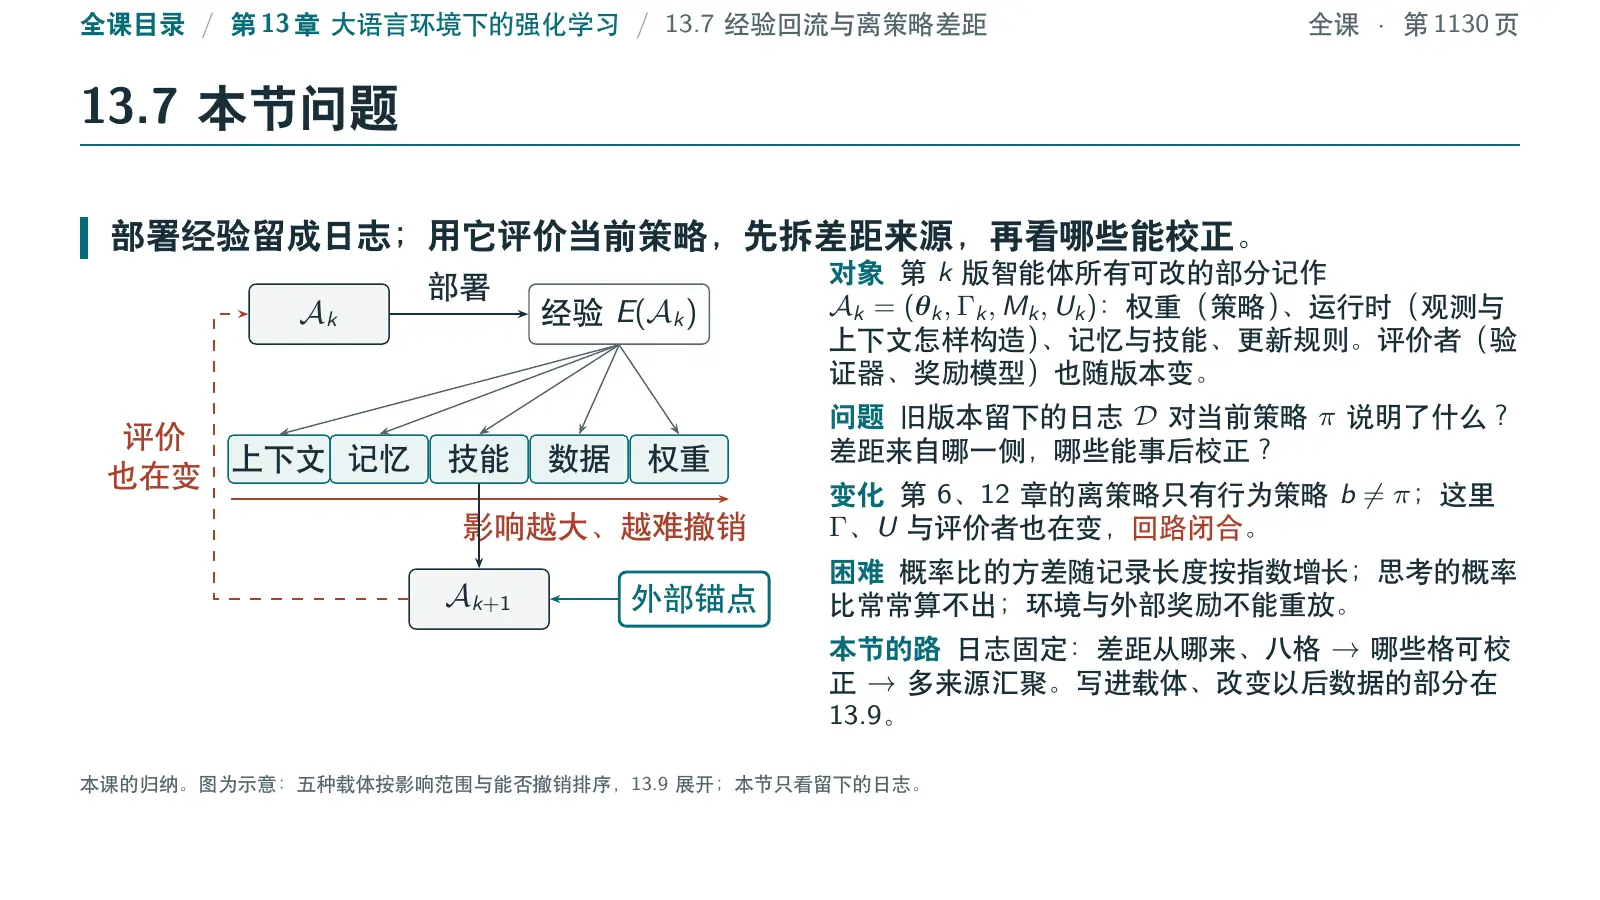 全课目录 / 第 13 章 大语言环境下的强化学习 / 13.7 经验回流与离策略差距
全课 · 第 1130 页
13.7 本节问题
部署经验留成日志；用它评价当前策略，先拆差距来源，再看哪些能校正。
𝒜ₖ
部署
经验 E(𝒜ₖ)
评价
也在变
上下文 记忆 技能 数据 权重
影响越大、越难撤销
𝒜ₖ₊₁
外部锚点
对象 第 k 版智能体所有可改的部分记作
𝒜ₖ = (θₖ, Γₖ, Mₖ, Uₖ)：权重（策略）、运行时（观测与
上下文怎样构造）、记忆与技能、更新规则。评价者（验
证器、奖励模型）也随版本变。
问题 旧版本留下的日志 𝒟 对当前策略 π 说明了什么？
差距来自哪一侧，哪些能事后校正？
变化 第 6、12 章的离策略只有行为策略 b ≠ π；这里
Γ、U 与评价者也在变，回路闭合。
困难 概率比的方差随记录长度按指数增长；思考的概率
比常常算不出；环境与外部奖励不能重放。
本节的路 日志固定：差距从哪来、八格 → 哪些格可校
正 → 多来源汇聚。写进载体、改变以后数据的部分在
13.9。
本课的归纳。图为示意：五种载体按影响范围与能否撤销排序，13.9 展开；本节只看留下的日志。